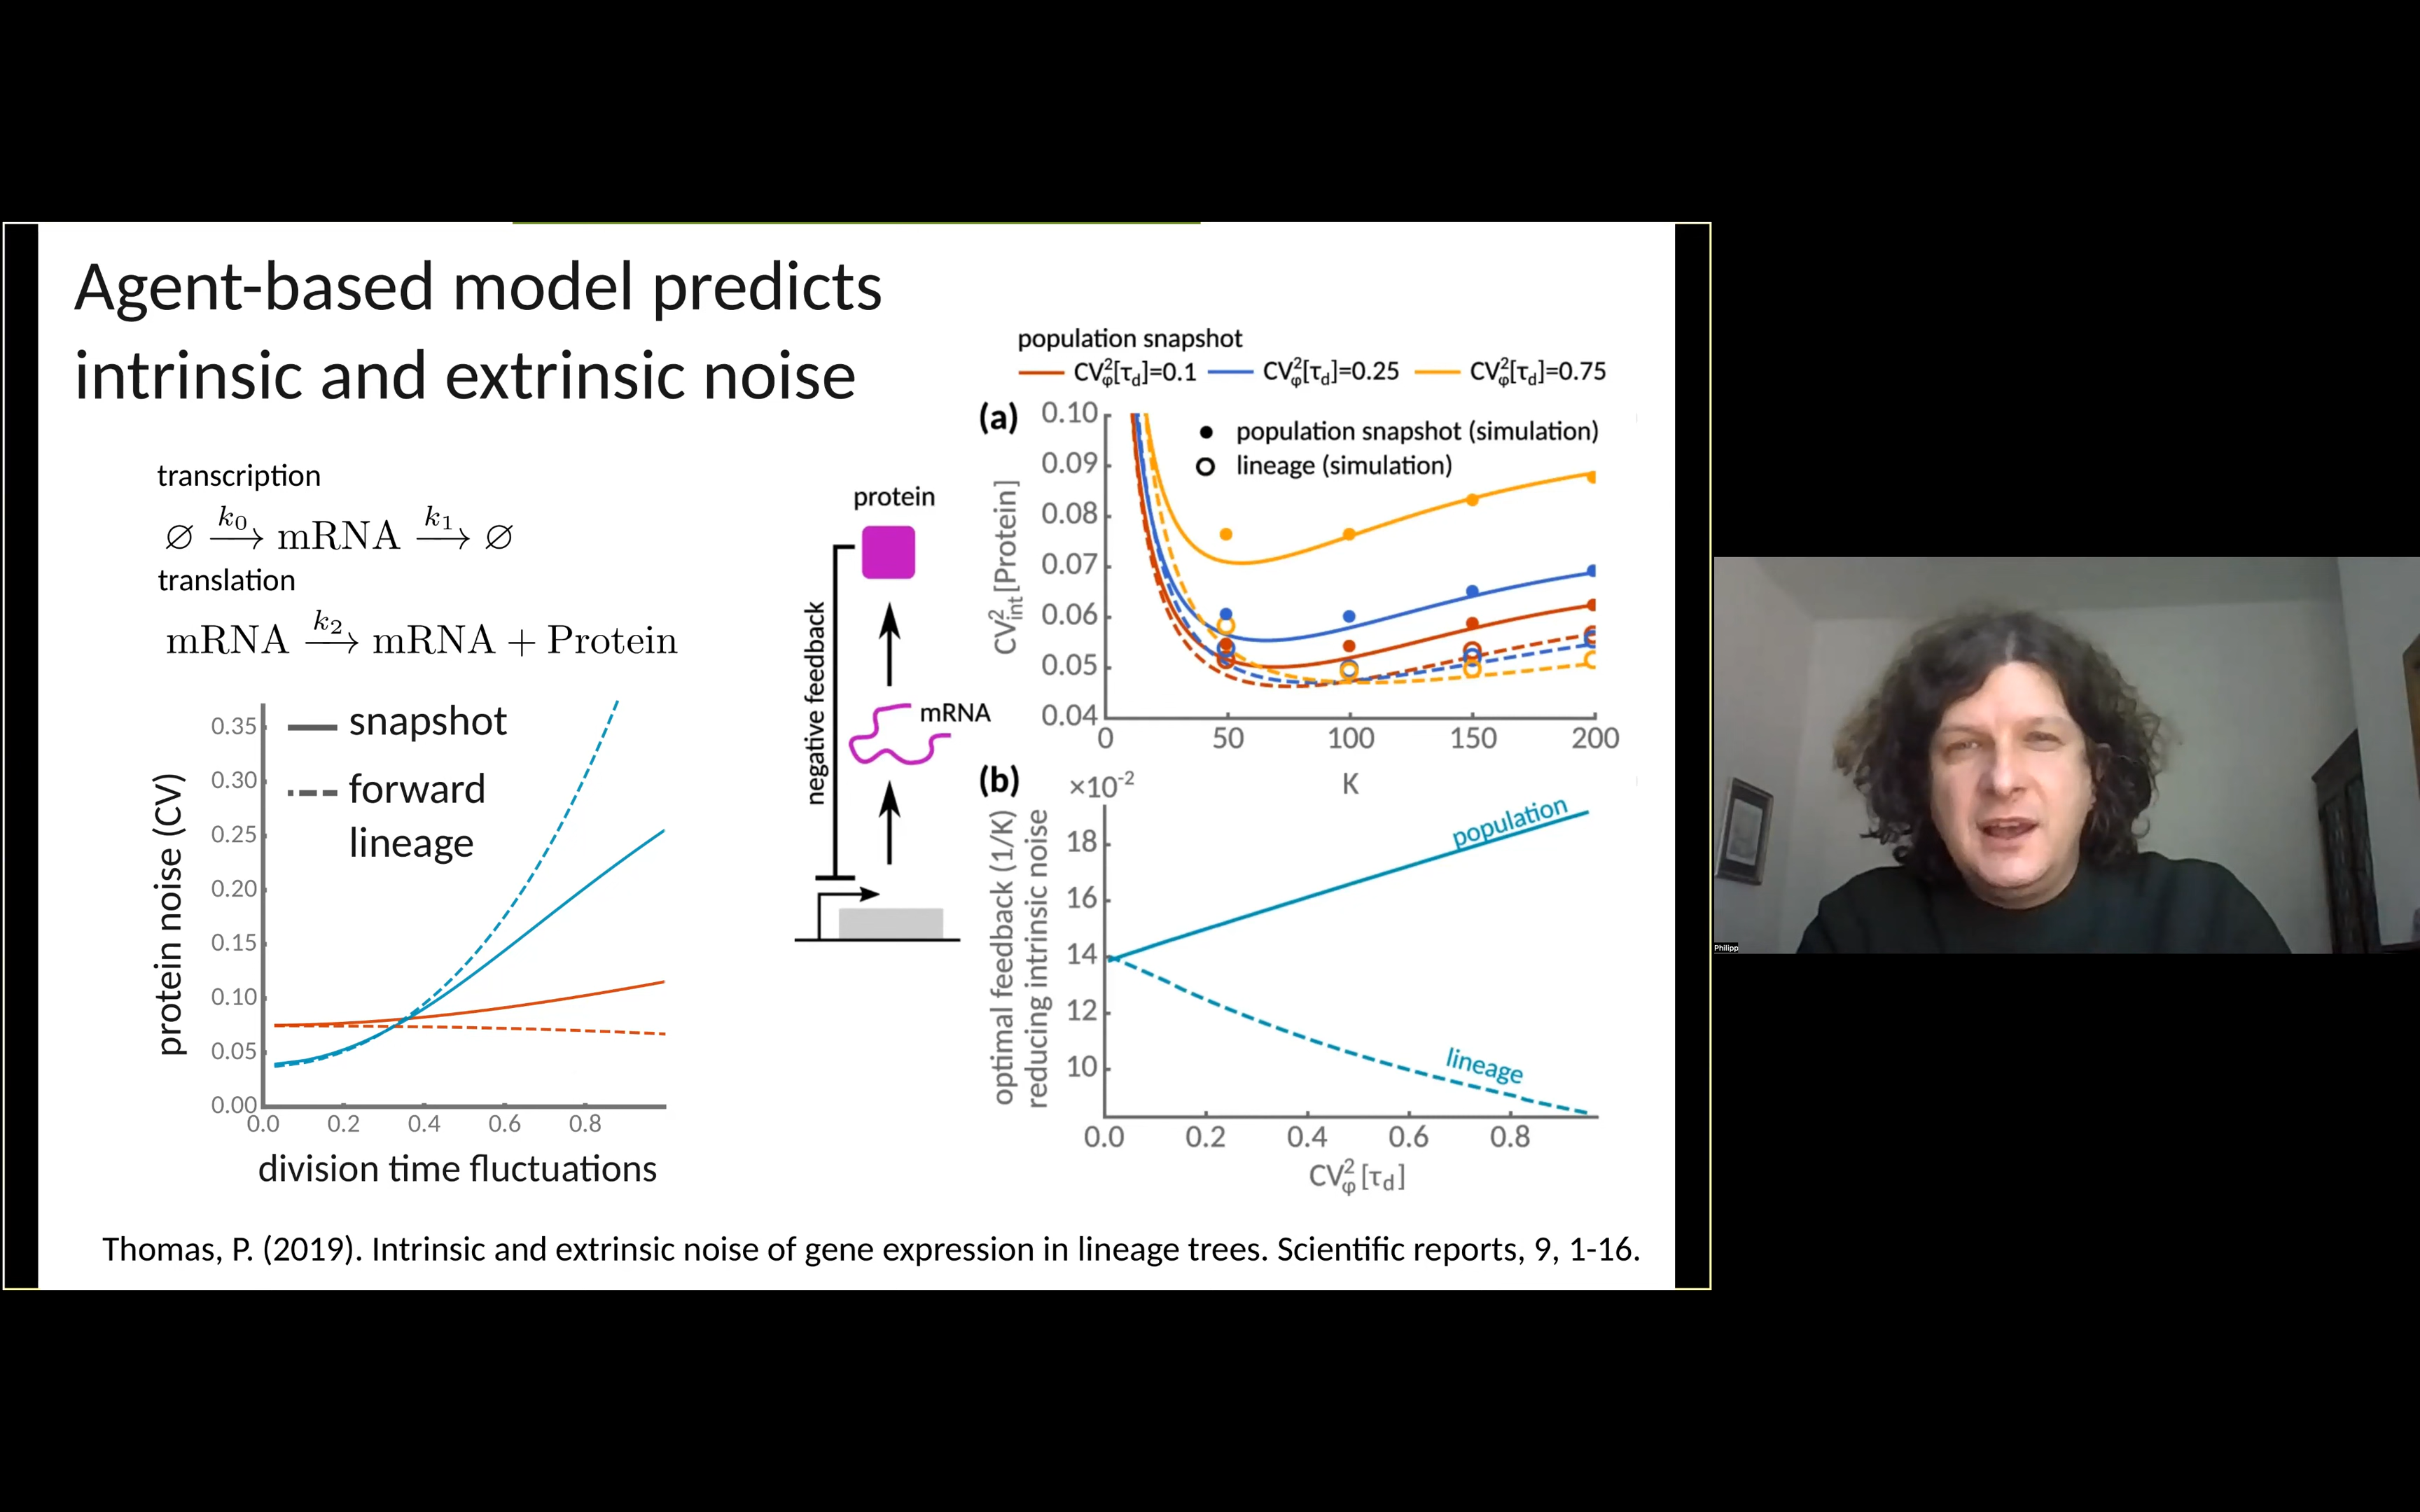 Agent-based model predicts
intrinsic and extrinsic noise
transcription
∅ k₀→ mRNA k₁→ ∅
translation
mRNA k₂→ mRNA + Protein
protein noise (CV)
0.35
0.30
0.25
0.20
0.15
0.10
0.05
0.00
snapshot
forward
lineage
0.0 0.2 0.4 0.6 0.8
division time fluctuations
protein
negative feedback
mRNA
population snapshot
CV²φ[τd]=0.1 CV²φ[τd]=0.25 CV²φ[τd]=0.75
(a)
CV²int[Protein]
0.10
0.09
0.08
0.07
0.06
0.05
0.04
population snapshot (simulation)
lineage (simulation)
0 50 100 150 200
K
(b)
×10⁻²
optimal feedback (1/K)
reducing intrinsic noise
18
16
14
12
10
population
lineage
0.0 0.2 0.4 0.6 0.8
CV²φ[τd]
Thomas, P. (2019). Intrinsic and extrinsic noise of gene expression in lineage trees. Scientific reports, 9, 1-16.
Philipp